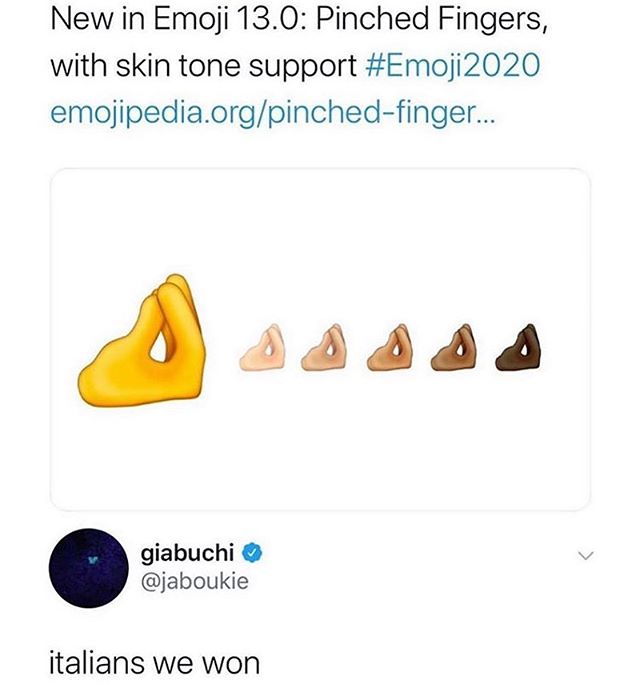 New in Emoji 13.0: Pinched Fingers,
with skin tone support #Emoji2020
emojipedia.org/pinched-finger...
giabuchi
@jaboukie
italians we won